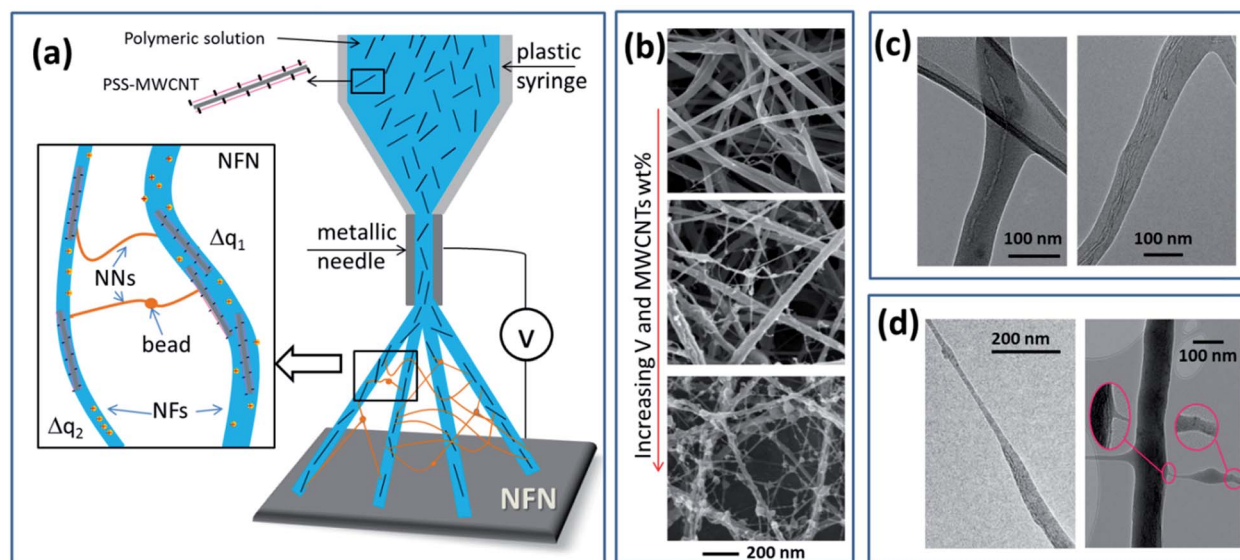 (a)
Polymeric solution
PSS-MWCNT
plastic
syringe
NFN
Δq1
NNs
bead
Δq2
NFs
metallic
needle
V
NFN
(b)
Increasing V and MWCNTs wt%
200 nm
(c)
100 nm
100 nm
(d)
200 nm
100 nm